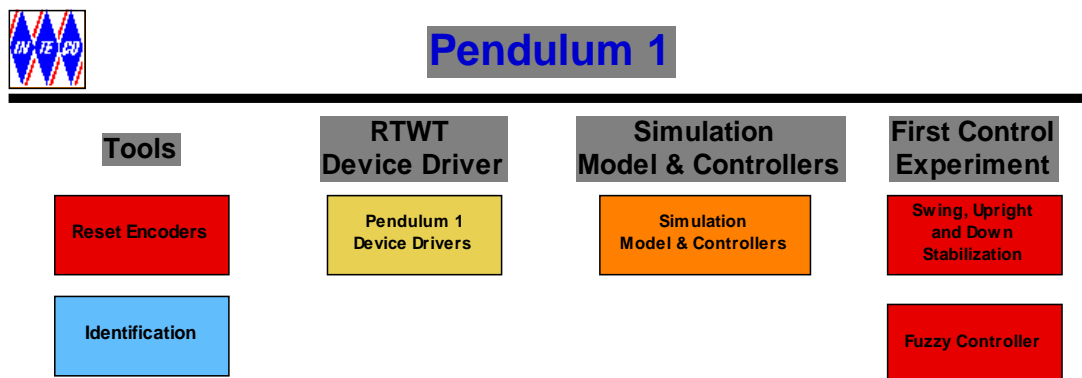 IN TE CO
Pendulum 1
Tools
RTWT
Device Driver
Simulation
Model & Controllers
First Control
Experiment
Reset Encoders
Pendulum 1
Device Drivers
Simulation
Model & Controllers
Swing, Upright
and Down
Stabilization
Identification
Fuzzy Controller